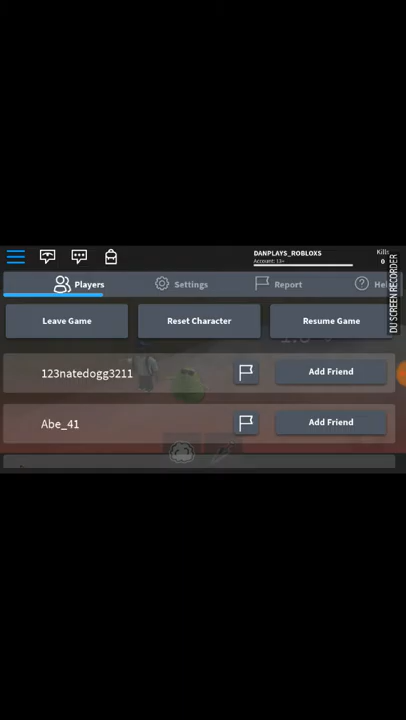 DANPLAYS_ROBLOXS
Account: 13+
Kills
0
Players
Settings
Report
Hel
Leave Game
Reset Character
Resume Game
123natedogg3211
Add Friend
Abe_41
Add Friend
DU SCREEN RECORDER